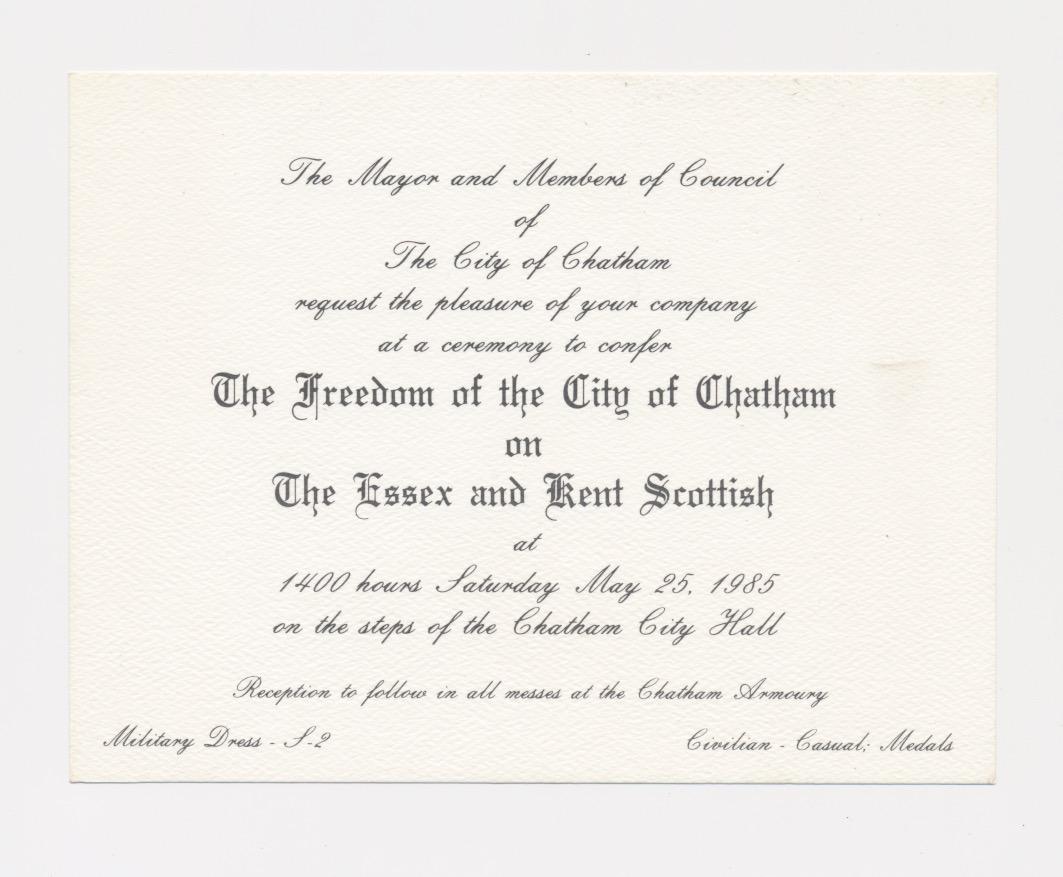 The Mayor and Members of Council
of
The City of Chatham
request the pleasure of your company
at a ceremony to confer
The Freedom of the City of Chatham
on
The Essex and Kent Scottish
at
1400 hours Saturday May 25, 1985
on the steps of the Chatham City Hall
Reception to follow in all messes at the Chatham Armoury
Military Dress - S-2
Civilian - Casual; Medals